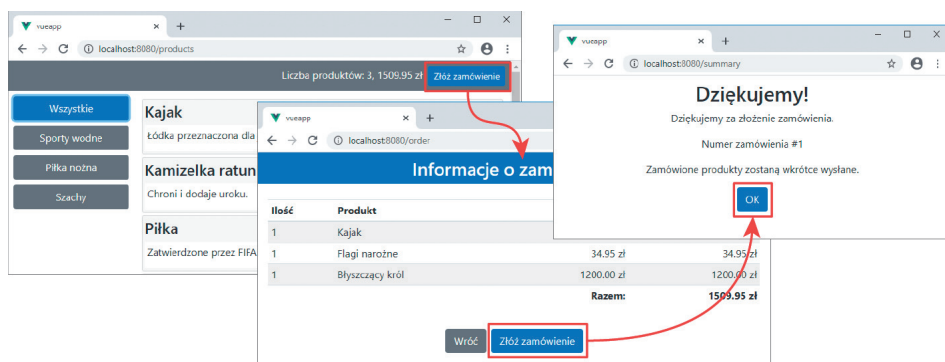 vueapp
localhost:8080/products
Liczba produktów: 3, 1509.95 zł Złóż zamówienie
Wszystkie
Sporty wodne
Piłka nożna
Szachy
Kajak
Łódka przeznaczona dla
Kamizelka ratun
Chroni i dodaje uroku.
Piłka
Zatwierdzone przez FIFA
vueapp
localhost:8080/order
Informacje o zam
Ilość Produkt
1 Kajak
1 Flagi narożne 34.95 zł 34.95 zł
1 Błyszczący król 1200.00 zł 1200.00 zł
Razem: 1509.95 zł
Wróć Złóż zamówienie
vueapp
localhost:8080/summary
Dziękujemy!
Dziękujemy za złożenie zamówienia.
Numer zamówienia #1
Zamówione produkty zostaną wkrótce wysłane.
OK